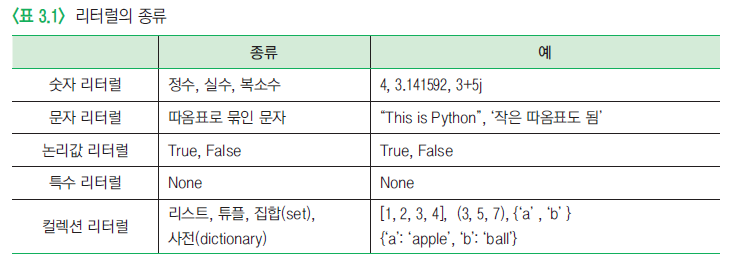 〈표 3.1〉 리터럴의 종류
종류 예
숫자 리터럴 정수, 실수, 복소수 4, 3.141592, 3+5j
문자 리터럴 따옴표로 묶인 문자 “This is Python”, ‘작은 따옴표도 됨’
논리값 리터럴 True, False True, False
특수 리터럴 None None
컬렉션 리터럴 리스트, 튜플, 집합(set), [1, 2, 3, 4], (3, 5, 7), {‘a’ , ‘b’ }
사전(dictionary) {‘a’: ‘apple’, ‘b’: ‘ball’}